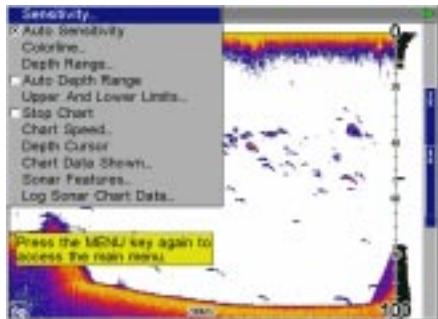 Sensitivity...
Auto Sensitivity
Colorline...
Depth Range...
Auto Depth Range
Upper And Lower Limits...
Stop Chart
Chart Speed...
Depth Cursor
Chart Data Shown...
Sonar Features...
Log Sonar Chart Data...
Press the MENU key again to
access the main menu.
0
100